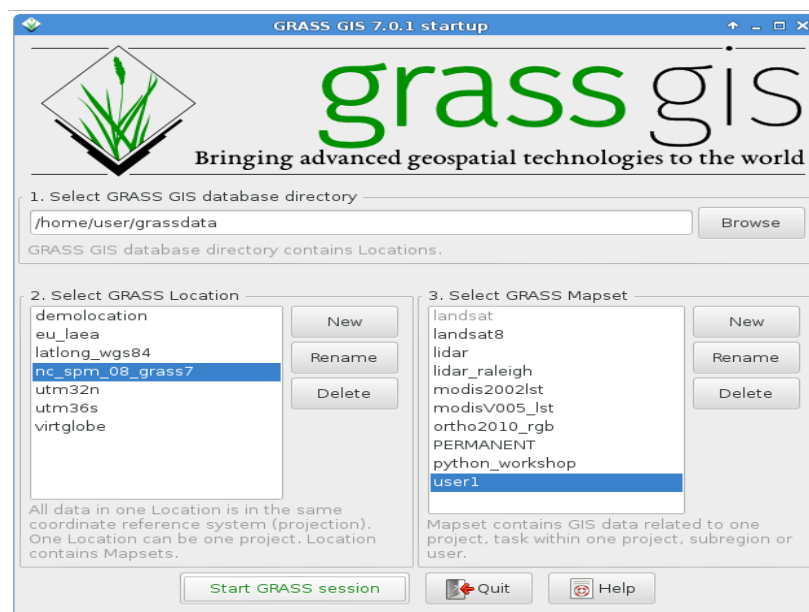 GRASS GIS 7.0.1 startup
grass gis
Bringing advanced geospatial technologies to the world
1. Select GRASS GIS database directory
/home/user/grassdata
Browse
GRASS GIS database directory contains Locations.
2. Select GRASS Location
demolocation
eu_laea
latlong_wgs84
nc_spm_08_grass7
utm32n
utm36s
virtglobe
New
Rename
Delete
All data in one Location is in the same
coordinate reference system (projection).
One Location can be one project. Location
contains Mapsets.
3. Select GRASS Mapset
landsat
landsat8
lidar
lidar_raleigh
modis2002lst
modisV005_lst
ortho2010_rgb
PERMANENT
python_workshop
user1
New
Rename
Delete
Mapset contains GIS data related to one
project, task within one project, subregion or
user.
Start GRASS session
Quit
Help